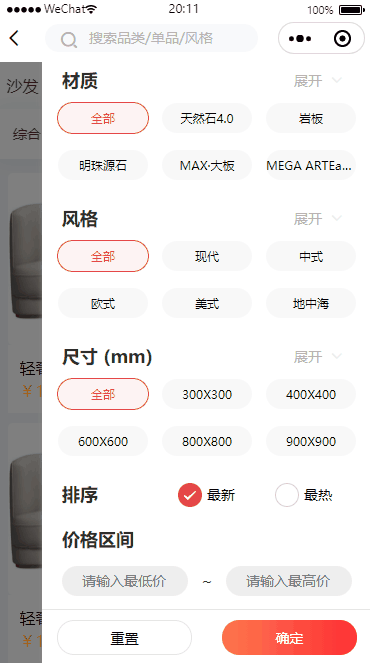 WeChat 20:11 100%
搜索品类/单品/风格
沙发
材质 展开
综合
全部 天然石4.0 岩板
明珠源石 MAX·大板 MEGA ARTEa...
风格 展开
全部 现代 中式
欧式 美式 地中海
尺寸 (mm) 展开
轻奢
全部 300X300 400X400
600X600 800X800 900X900
排序 最新 最热
价格区间
请输入最低价 ~ 请输入最高价
轻奢
重置 确定